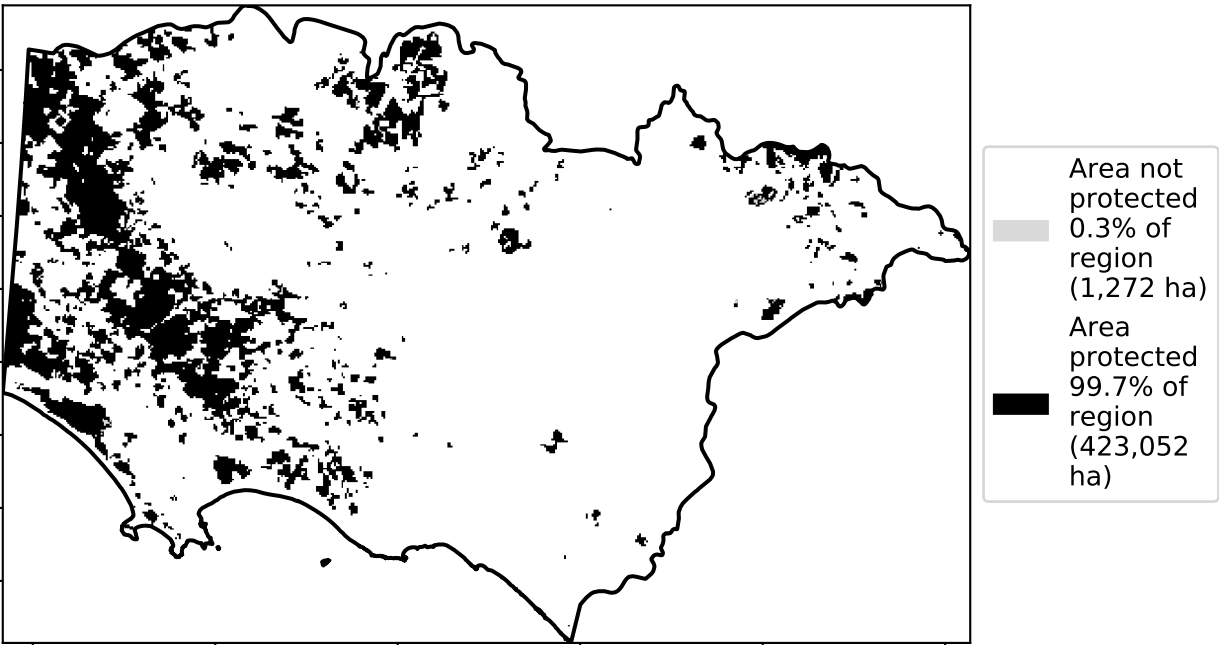 Area not
protected
0.3% of
region
(1,272 ha)
Area
protected
99.7% of
region
(423,052
ha)